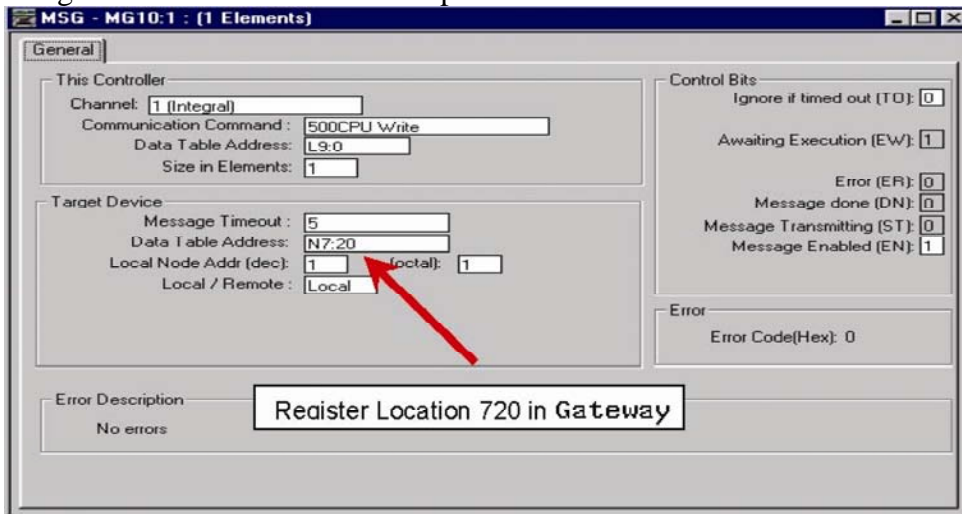 MSG - MG10:1 : (1 Elements)
General
This Controller
Channel: 1 (Integral)
Communication Command : 500CPU Write
Data Table Address: L9:0
Size in Elements: 1
Target Device
Message Timeout : 5
Data Table Address: N7:20
Local Node Addr (dec): 1 (octal): 1
Local / Remote : Local
Control Bits
Ignore if timed out (TO): 0
Awaiting Execution (EW): 1
Error (ER): 0
Message done (DN): 0
Message Transmitting (ST): 0
Message Enabled (EN): 1
Error
Error Code(Hex): 0
Register Location 720 in Gateway
Error Description
No errors